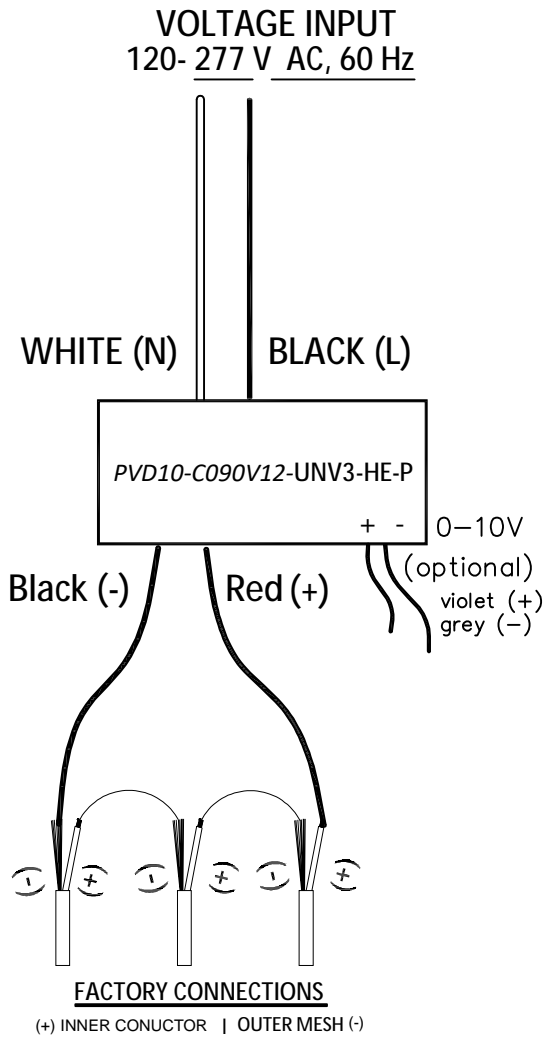 VOLTAGE INPUT
120- 277 V AC, 60 Hz
WHITE (N)
BLACK (L)
PVD10-C090V12-UNV3-HE-P
+ -
0-10V
(optional)
violet (+)
grey (-)
Black (-)
Red (+)
(-) (+) (-) (+) (-) (+)
FACTORY CONNECTIONS
(+) INNER CONUCTOR | OUTER MESH (-)